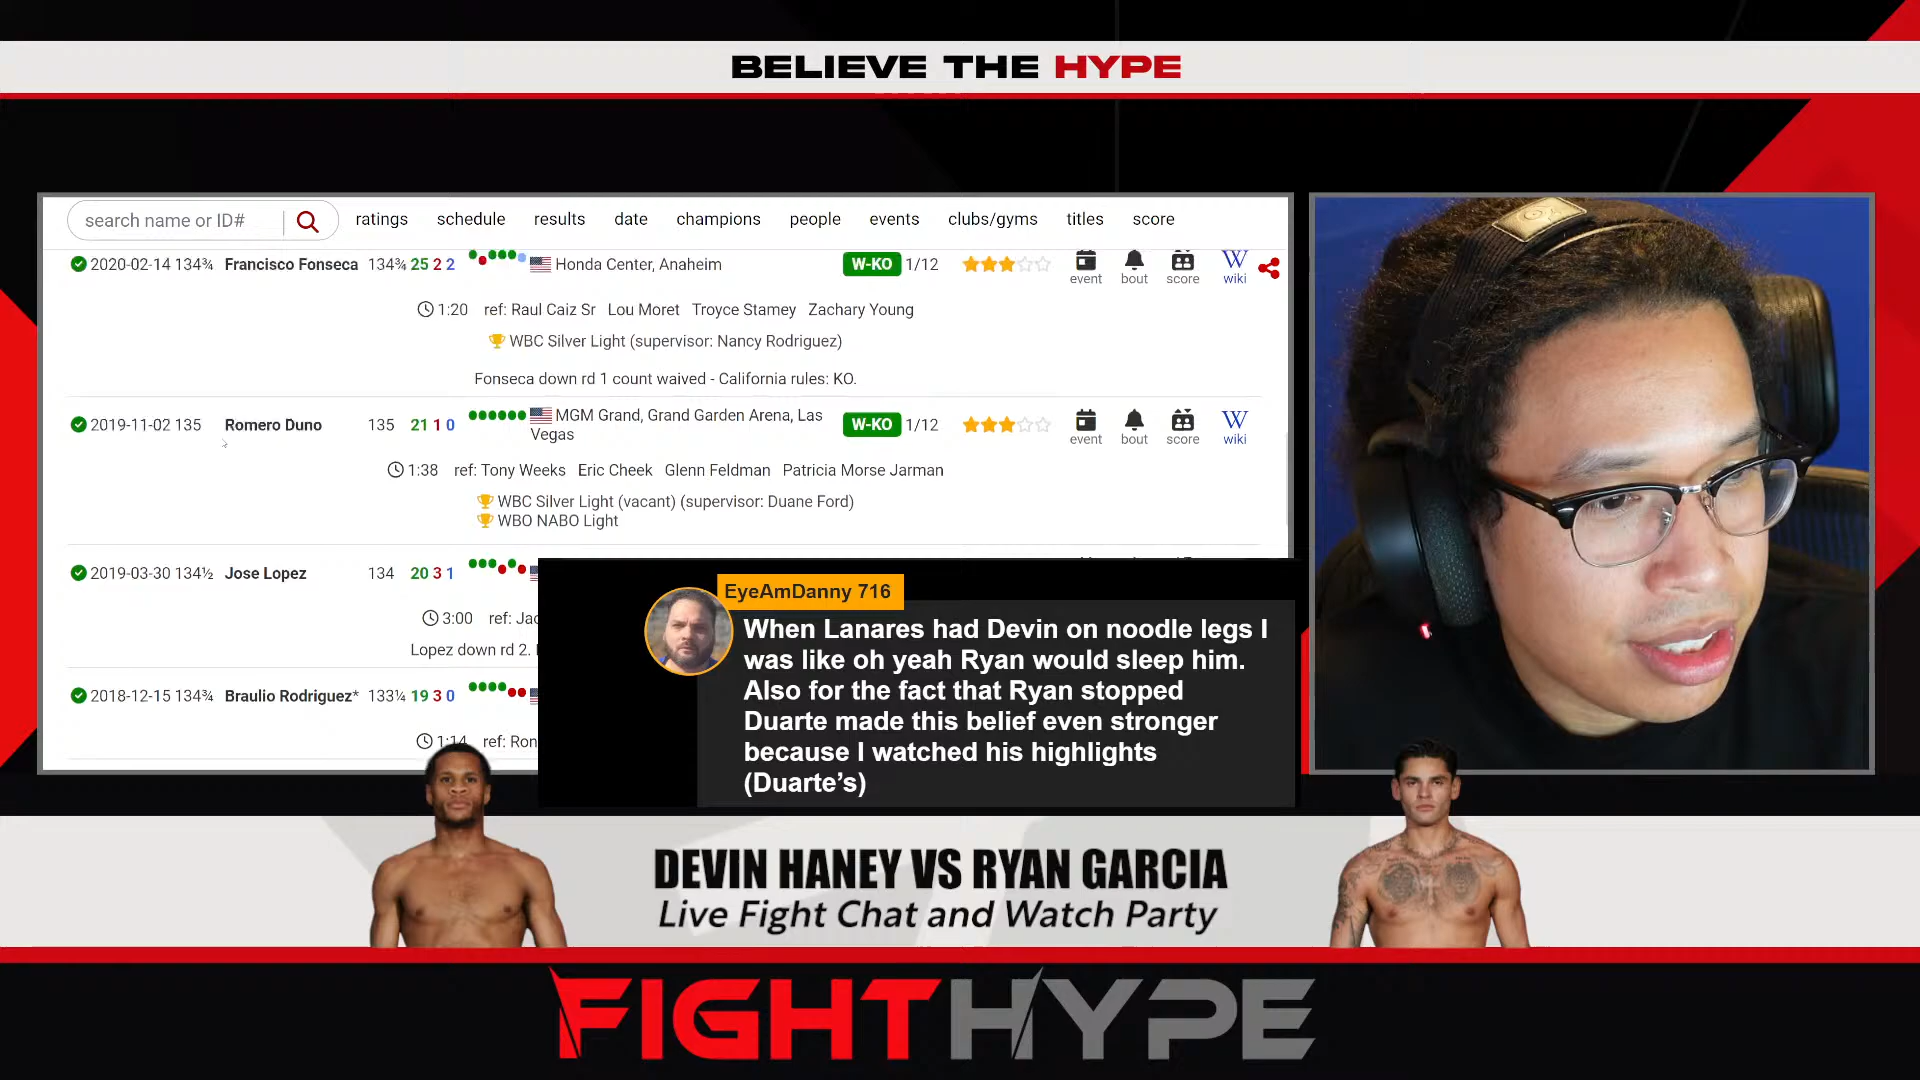 BELIEVE THE HYPE
search name or ID# ratings schedule results date champions people events clubs/gyms titles score
2020-02-14 134¾ Francisco Fonseca 134¾ 25 2 2 Honda Center, Anaheim W-KO 1/12 event bout score W wiki
1:20 ref: Raul Caiz Sr Lou Moret Troyce Stamey Zachary Young
WBC Silver Light (supervisor: Nancy Rodriguez)
Fonseca down rd 1 count waived - California rules: KO.
2019-11-02 135 Romero Duno 135 21 1 0 MGM Grand, Grand Garden Arena, Las
Vegas W-KO 1/12 event bout score W wiki
1:38 ref: Tony Weeks Eric Cheek Glenn Feldman Patricia Morse Jarman
WBC Silver Light (vacant) (supervisor: Duane Ford)
WBO NABO Light
2019-03-30 134½ Jose Lopez 134 20 3 1
3:00 ref: Jac
Lopez down rd 2.
2018-12-15 134¾ Braulio Rodriguez* 133¼ 19 3 0
1:14 ref: Ron
EyeAmDanny 716
When Lanares had Devin on noodle legs I
was like oh yeah Ryan would sleep him.
Also for the fact that Ryan stopped
Duarte made this belief even stronger
because I watched his highlights
(Duarte's)
DEVIN HANEY VS RYAN GARCIA
Live Fight Chat and Watch Party
FIGHTHYPE